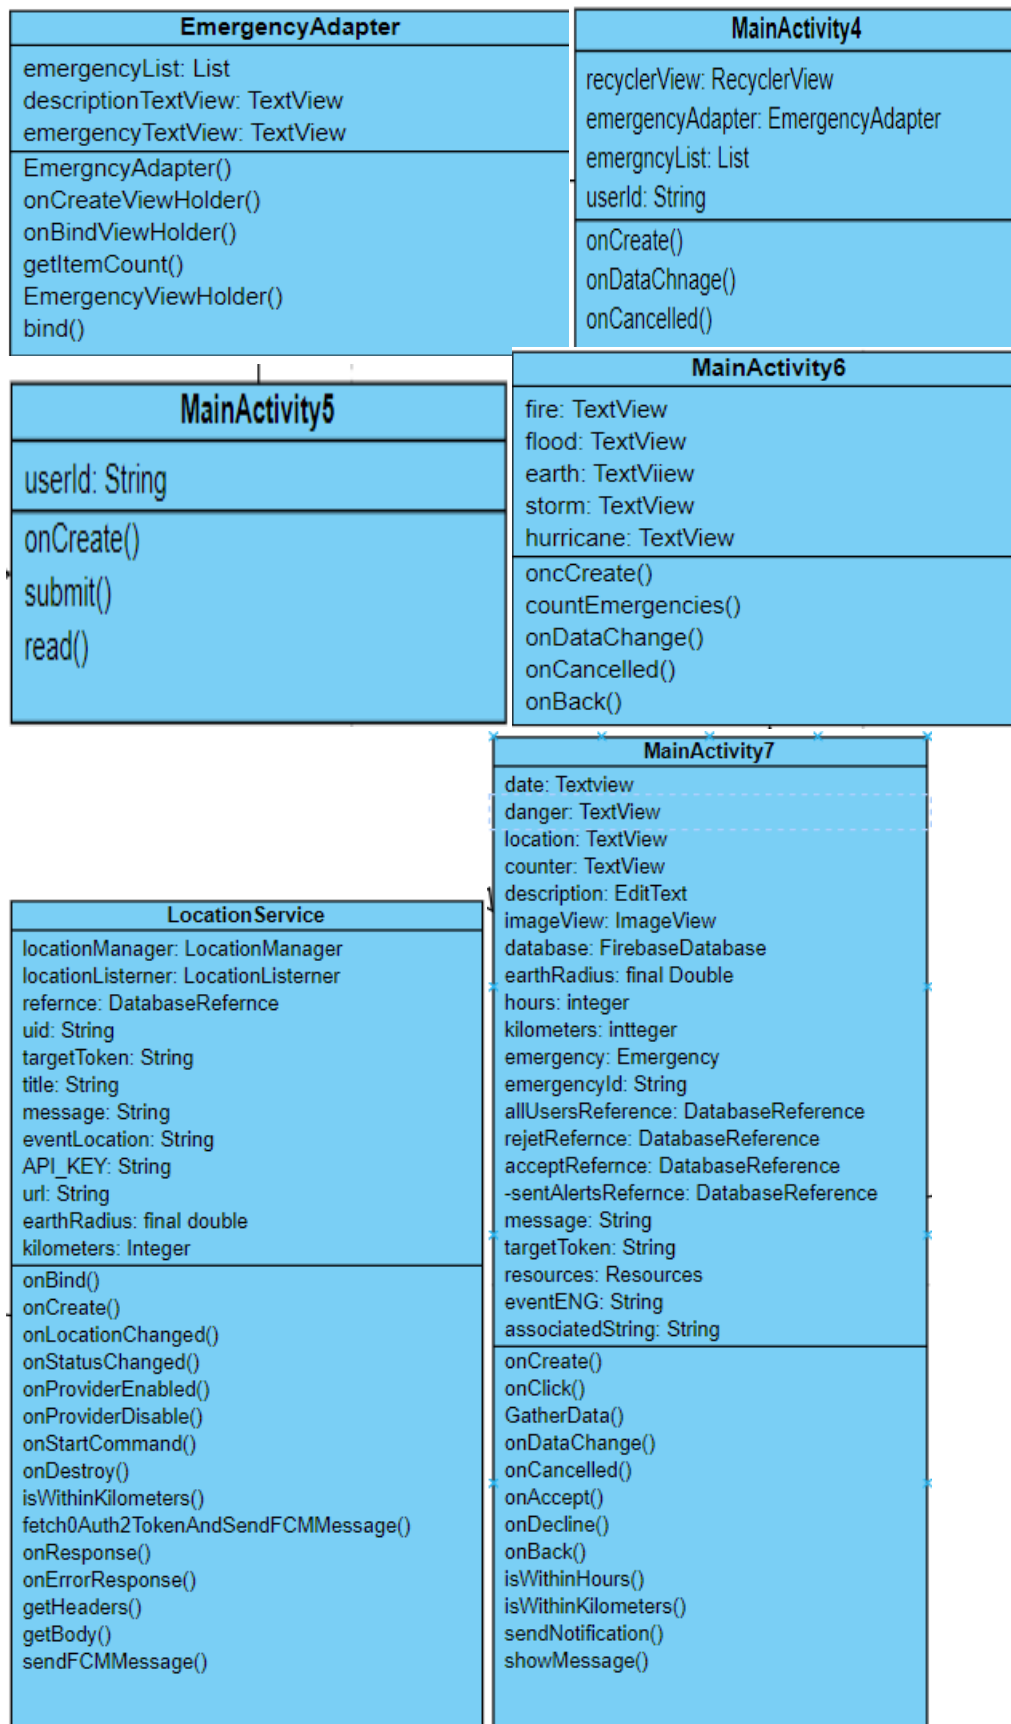 EmergencyAdapter
emergencyList: List
descriptionTextView: TextView
emergencyTextView: TextView
EmergncyAdapter()
onCreateViewHolder()
onBindViewHolder()
getItemCount()
EmergencyViewHolder()
bind()
MainActivity4
recyclerView: RecyclerView
emergencyAdapter: EmergencyAdapter
emergncyList: List
userId: String
onCreate()
onDataChnage()
onCancelled()
MainActivity5
userId: String
onCreate()
submit()
read()
MainActivity6
fire: TextView
flood: TextView
earth: TextViiew
storm: TextView
hurricane: TextView
oncCreate()
countEmergencies()
onDataChange()
onCancelled()
onBack()
LocationService
locationManager: LocationManager
locationListerner: LocationListerner
refernce: DatabaseRefernce
uid: String
targetToken: String
title: String
message: String
eventLocation: String
API_KEY: String
url: String
earthRadius: final double
kilometers: Integer
onBind()
onCreate()
onLocationChanged()
onStatusChanged()
onProviderEnabled()
onProviderDisable()
onStartCommand()
onDestroy()
isWithinKilometers()
fetch0Auth2TokenAndSendFCMMessage()
onResponse()
onErrorResponse()
getHeaders()
getBody()
sendFCMMessage()
MainActivity7
date: Textview
danger: TextView
location: TextView
counter: TextView
description: EditText
imageView: ImageView
database: FirebaseDatabase
earthRadius: final Double
hours: integer
kilometers: intteger
emergency: Emergency
emergencyId: String
allUsersReference: DatabaseReference
rejetRefernce: DatabaseReference
acceptRefernce: DatabaseReference
-sentAlertsRefernce: DatabaseReference
message: String
targetToken: String
resources: Resources
eventENG: String
associatedString: String
onCreate()
onClick()
GatherData()
onDataChange()
onCancelled()
onAccept()
onDecline()
onBack()
isWithinHours()
isWithinKilometers()
sendNotification()
showMessage()